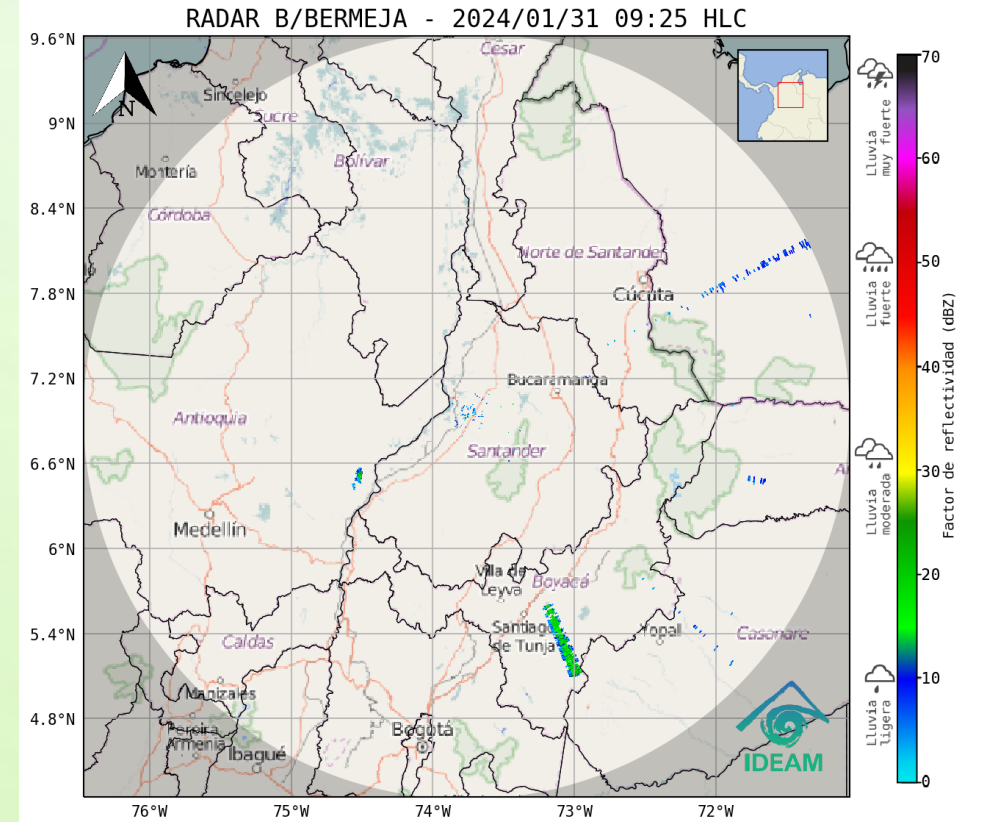 RADAR B/BERMEJA - 2024/01/31 09:25 HLC
9.6°N
9°N
8.4°N
7.8°N
7.2°N
6.6°N
6°N
5.4°N
4.8°N
76°W
75°W
74°W
73°W
72°W
N
Cesar
Sincelejo
Sucre
Bolívar
Montería
Córdoba
Norte de Santander
Cúcuta
Bucaramanga
Antioquia
Santander
Medellín
Villa de
Leyva
Boyacá
Santiago
de Tunja
Yopal
Casanare
Caldas
Manizales
Pereira
Armenia
Ibagué
Bogotá
IDEAM
Lluvia
muy fuerte
Lluvia
fuerte
Lluvia
moderada
Lluvia
ligera
70
60
50
40
30
20
10
0
Factor de reflectividad (dBZ)